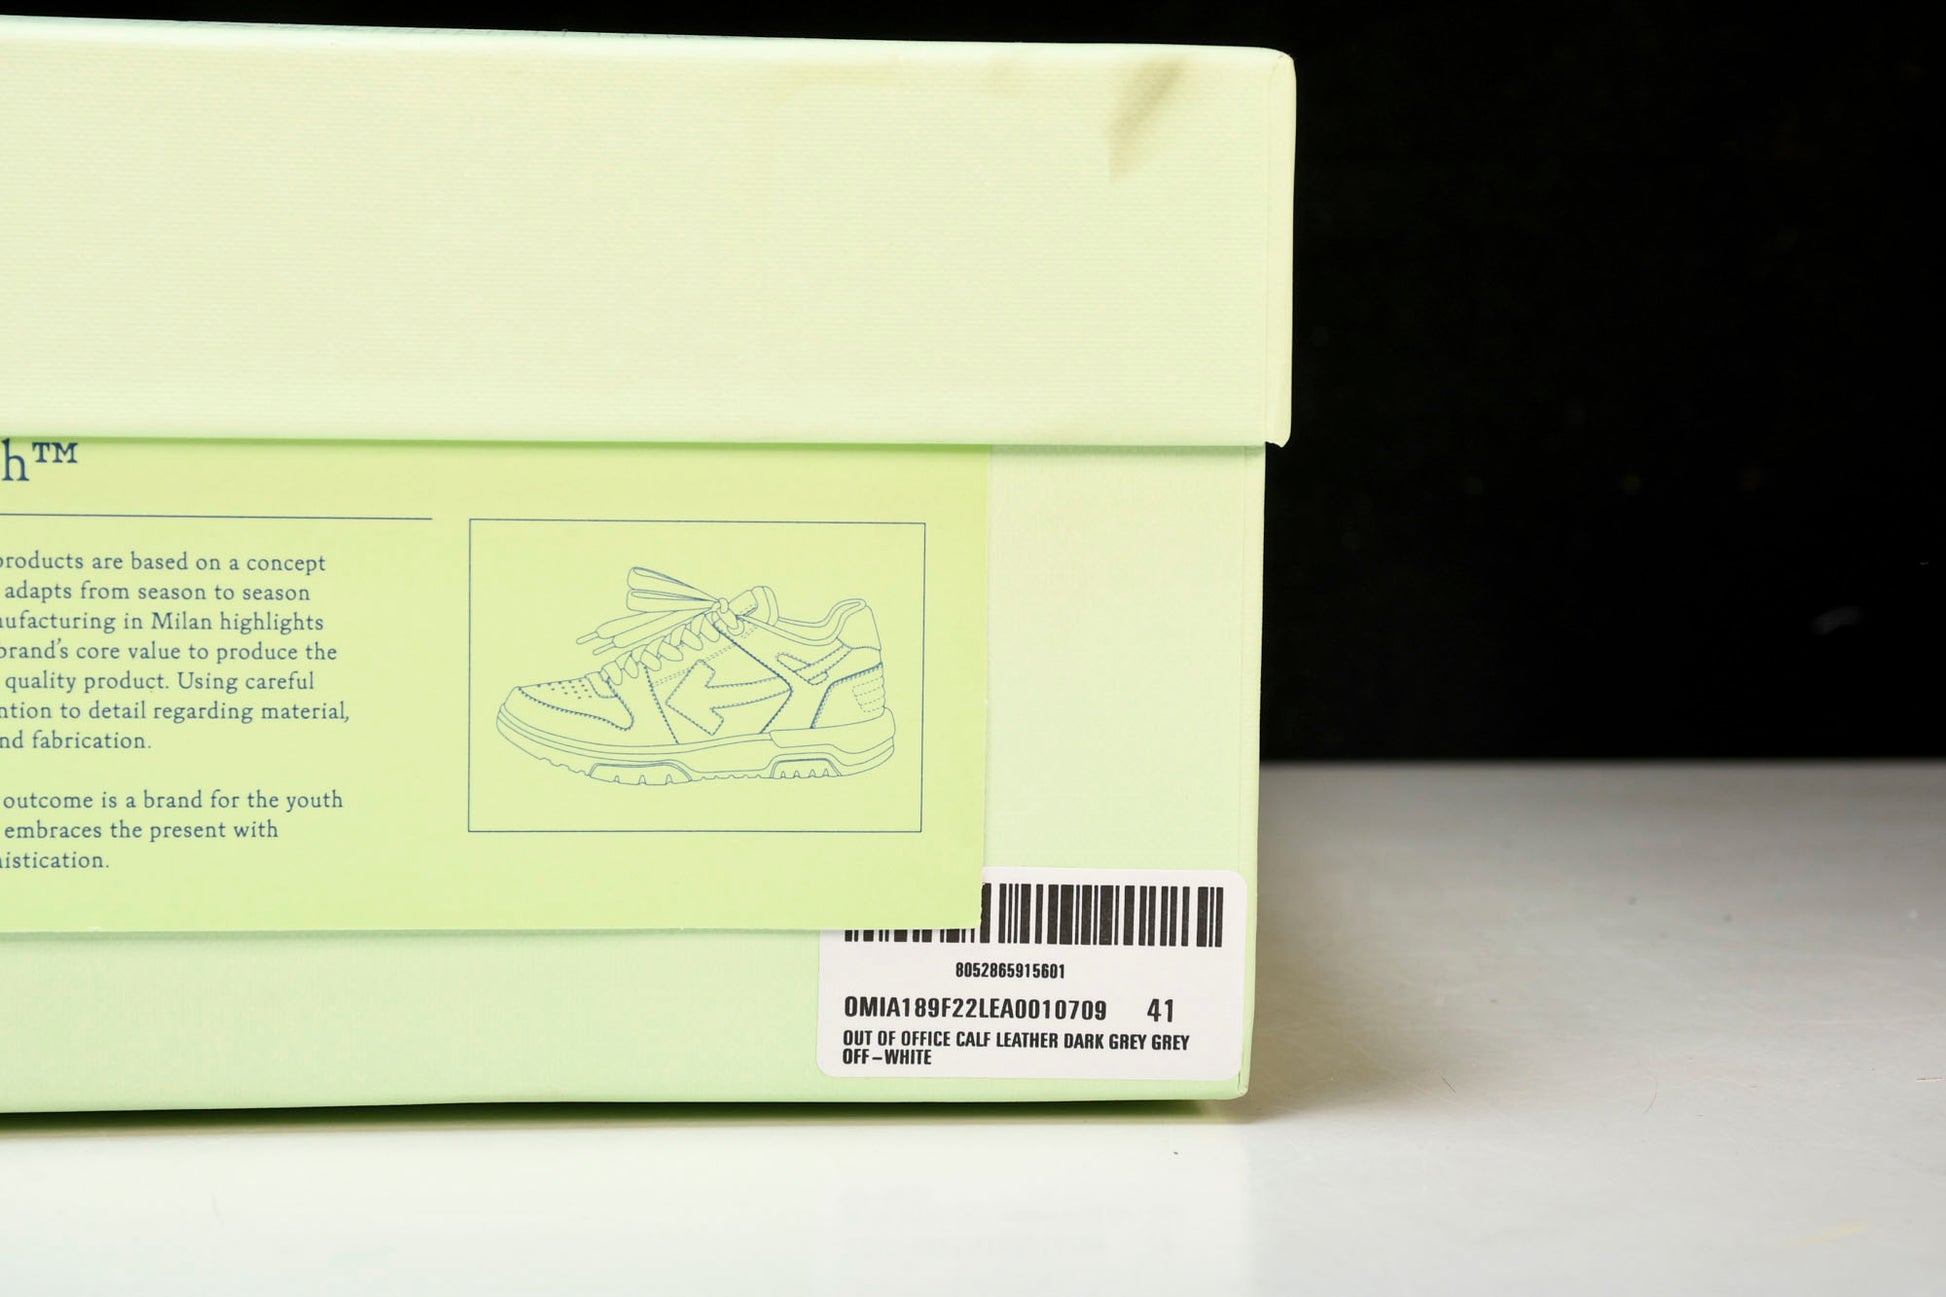 h™
products are based on a concept
adapts from season to season
ufacturing in Milan highlights
brand's core value to produce the
quality product. Using careful
ntion to detail regarding material,
nd fabrication.
outcome is a brand for the youth
embraces the present with
istication.
8052865915601
OMIA189F22LEA0010709 41
OUT OF OFFICE CALF LEATHER DARK GREY GREY
OFF-WHITE